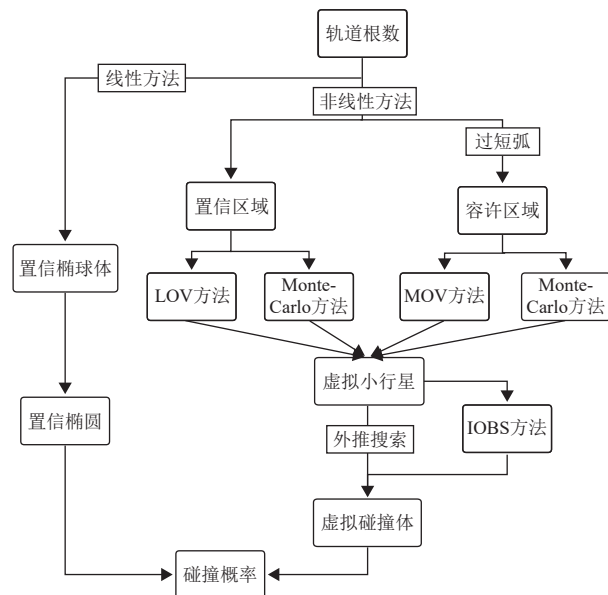 轨道根数
线性方法
非线性方法
过短弧
置信区域
容许区域
置信椭球体
LOV方法
Monte-
Carlo方法
MOV方法
Monte-
Carlo方法
虚拟小行星
置信椭圆
外推搜索
IOBS方法
虚拟碰撞体
碰撞概率